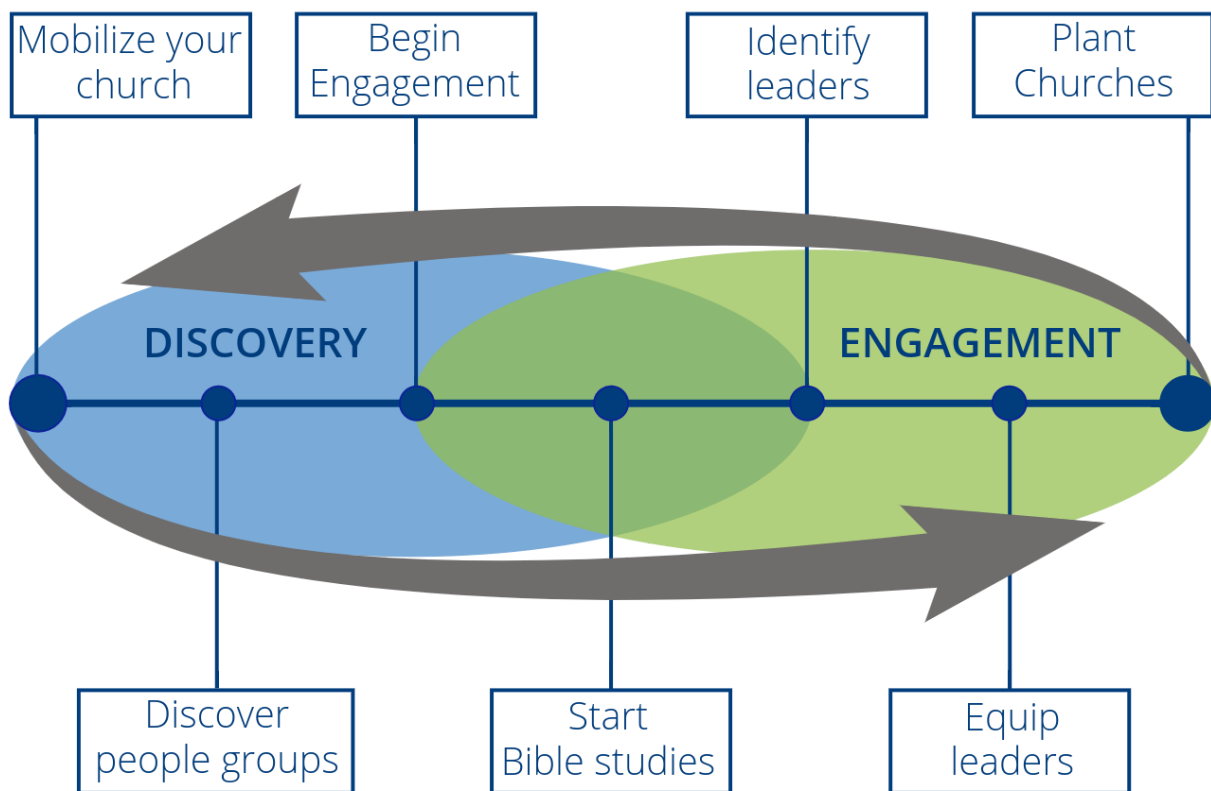 Mobilize your
church
Begin
Engagement
Identify
leaders
Plant
Churches
DISCOVERY
ENGAGEMENT
Discover
people groups
Start
Bible studies
Equip
leaders